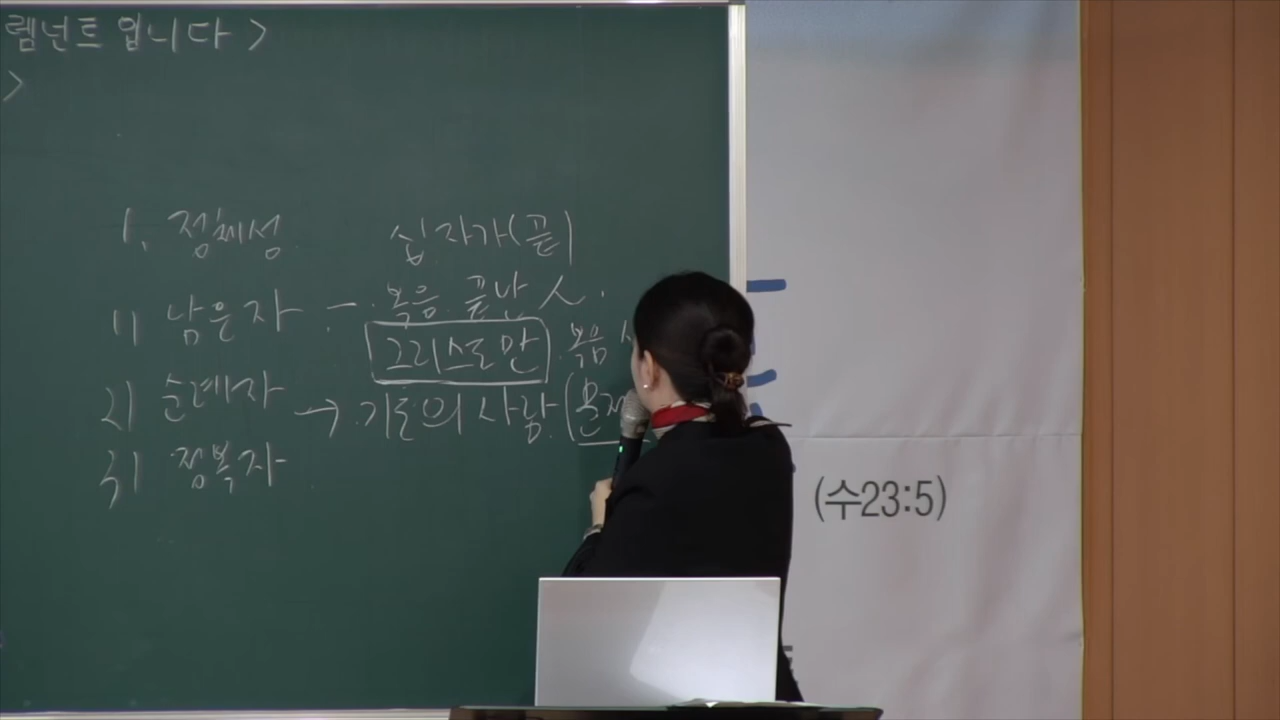 렘넌트입니다>
>
1. 정체성 십자가(끝)
1) 남은자 - 복음 끝난 人.
그리스도만 복음
2) 순례자 → 기도의 사람. (문제
3) 정복자
(수23:5)